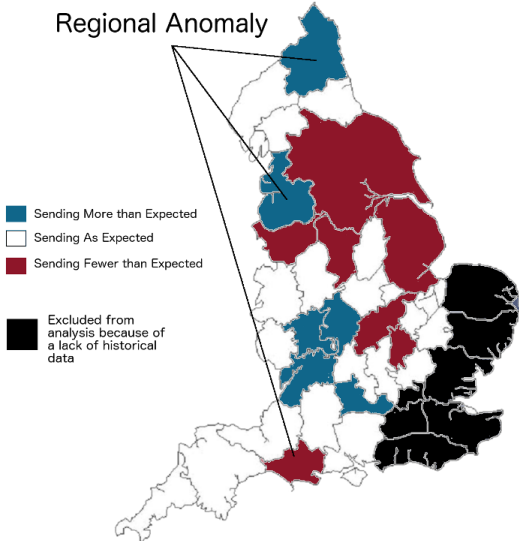 Regional Anomaly
Sending More than Expected
Sending As Expected
Sending Fewer than Expected
Excluded from
analysis because of
a lack of historical
data